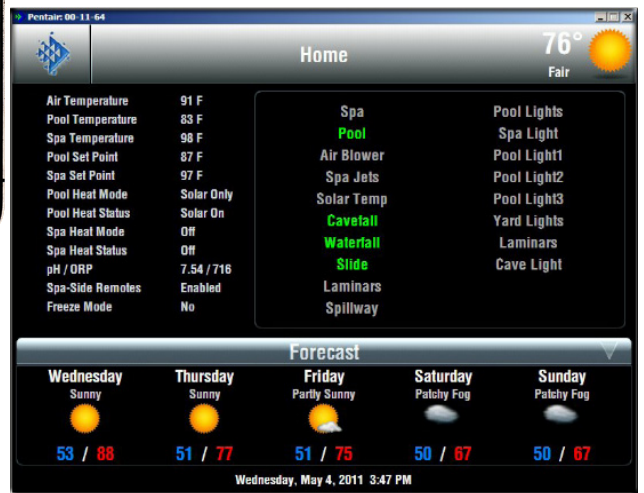 Pentair: 00-11-64
Home
76°
Fair
Air Temperature 91 F
Pool Temperature 83 F
Spa Temperature 98 F
Pool Set Point 87 F
Spa Set Point 97 F
Pool Heat Mode Solar Only
Pool Heat Status Solar On
Spa Heat Mode Off
Spa Heat Status Off
pH / ORP 7.54 / 716
Spa-Side Remotes Enabled
Freeze Mode No
Spa Pool Lights
Pool Spa Light
Air Blower Pool Light1
Spa Jets Pool Light2
Solar Temp Pool Light3
Cavefall Yard Lights
Waterfall Laminars
Slide Cave Light
Laminars
Spillway
Forecast
Wednesday Thursday Friday Saturday Sunday
Sunny Sunny Partly Sunny Patchy Fog Patchy Fog
53 / 88 51 / 77 51 / 75 50 / 67 50 / 67
Wednesday, May 4, 2011 3:47 PM